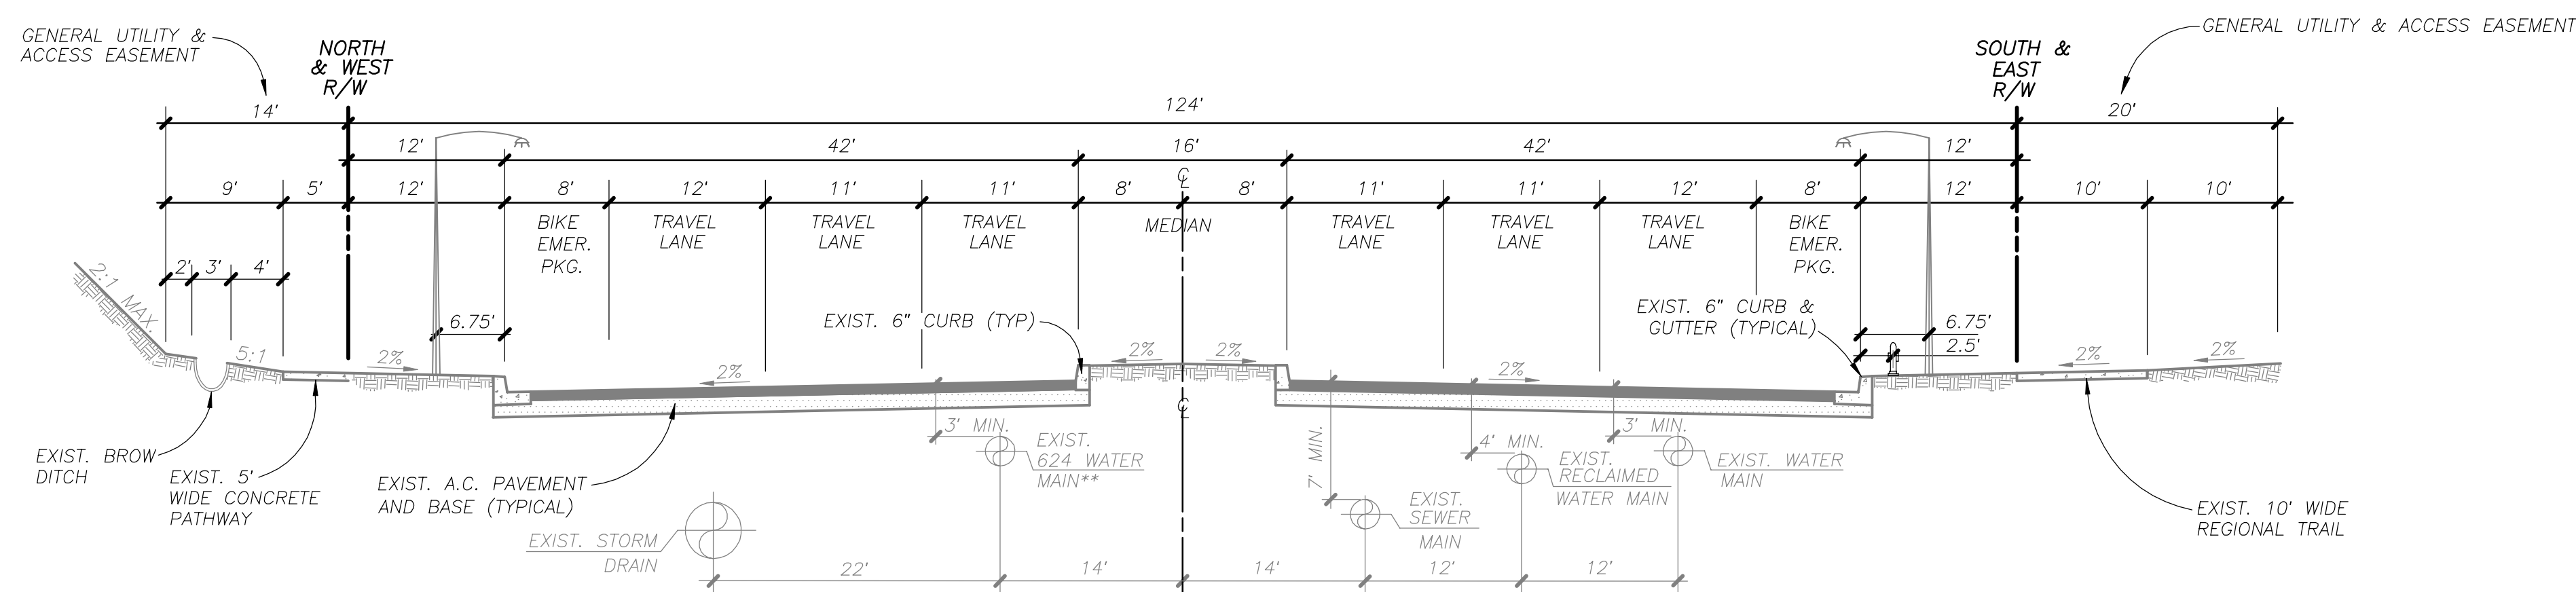 GENERAL UTILITY &
ACCESS EASEMENT
NORTH
& WEST
R/W
SOUTH &
EAST
R/W
GENERAL UTILITY & ACCESS EASEMENT
14'
124'
20'
12'
42'
16'
42'
12'
9'
5'
12'
8'
12'
11'
11'
8'
℄
8'
11'
11'
12'
8'
12'
10'
10'
BIKE
EMER.
PKG.
TRAVEL
LANE
TRAVEL
LANE
TRAVEL
LANE
MEDIAN
TRAVEL
LANE
TRAVEL
LANE
TRAVEL
LANE
BIKE
EMER.
PKG.
2:1 MAX.
2'
3'
4'
6.75'
EXIST. 6" CURB (TYP)
EXIST. 6" CURB &
GUTTER (TYPICAL)
6.75'
2.5'
5:1
2%
2%
2%
2%
2%
2%
2%
℄
EXIST. BROW
DITCH
EXIST. 5'
WIDE CONCRETE
PATHWAY
EXIST. A.C. PAVEMENT
AND BASE (TYPICAL)
3' MIN.
EXIST.
624 WATER
MAIN**
7' MIN.
4' MIN.
3' MIN.
EXIST.
RECLAIMED
WATER MAIN
EXIST. WATER
MAIN
EXIST.
SEWER
MAIN
EXIST. STORM
DRAIN
EXIST. 10' WIDE
REGIONAL TRAIL
22'
14'
14'
12'
12'